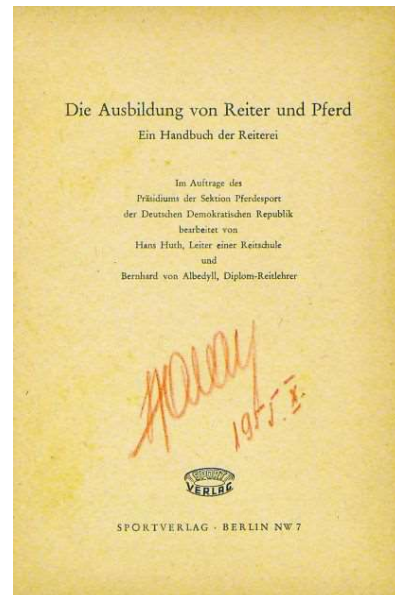 Die Ausbildung von Reiter und Pferd
Ein Handbuch der Reiterei
Im Auftrage des
Präsidiums der Sektion Pferdesport
der Deutschen Demokratischen Republik
bearbeitet von
Hans Huth, Leiter einer Reitschule
und
Bernhard von Albedyll, Diplom-Reitlehrer
1955. X.
SPORT
VERLAG
SPORTVERLAG · BERLIN NW 7